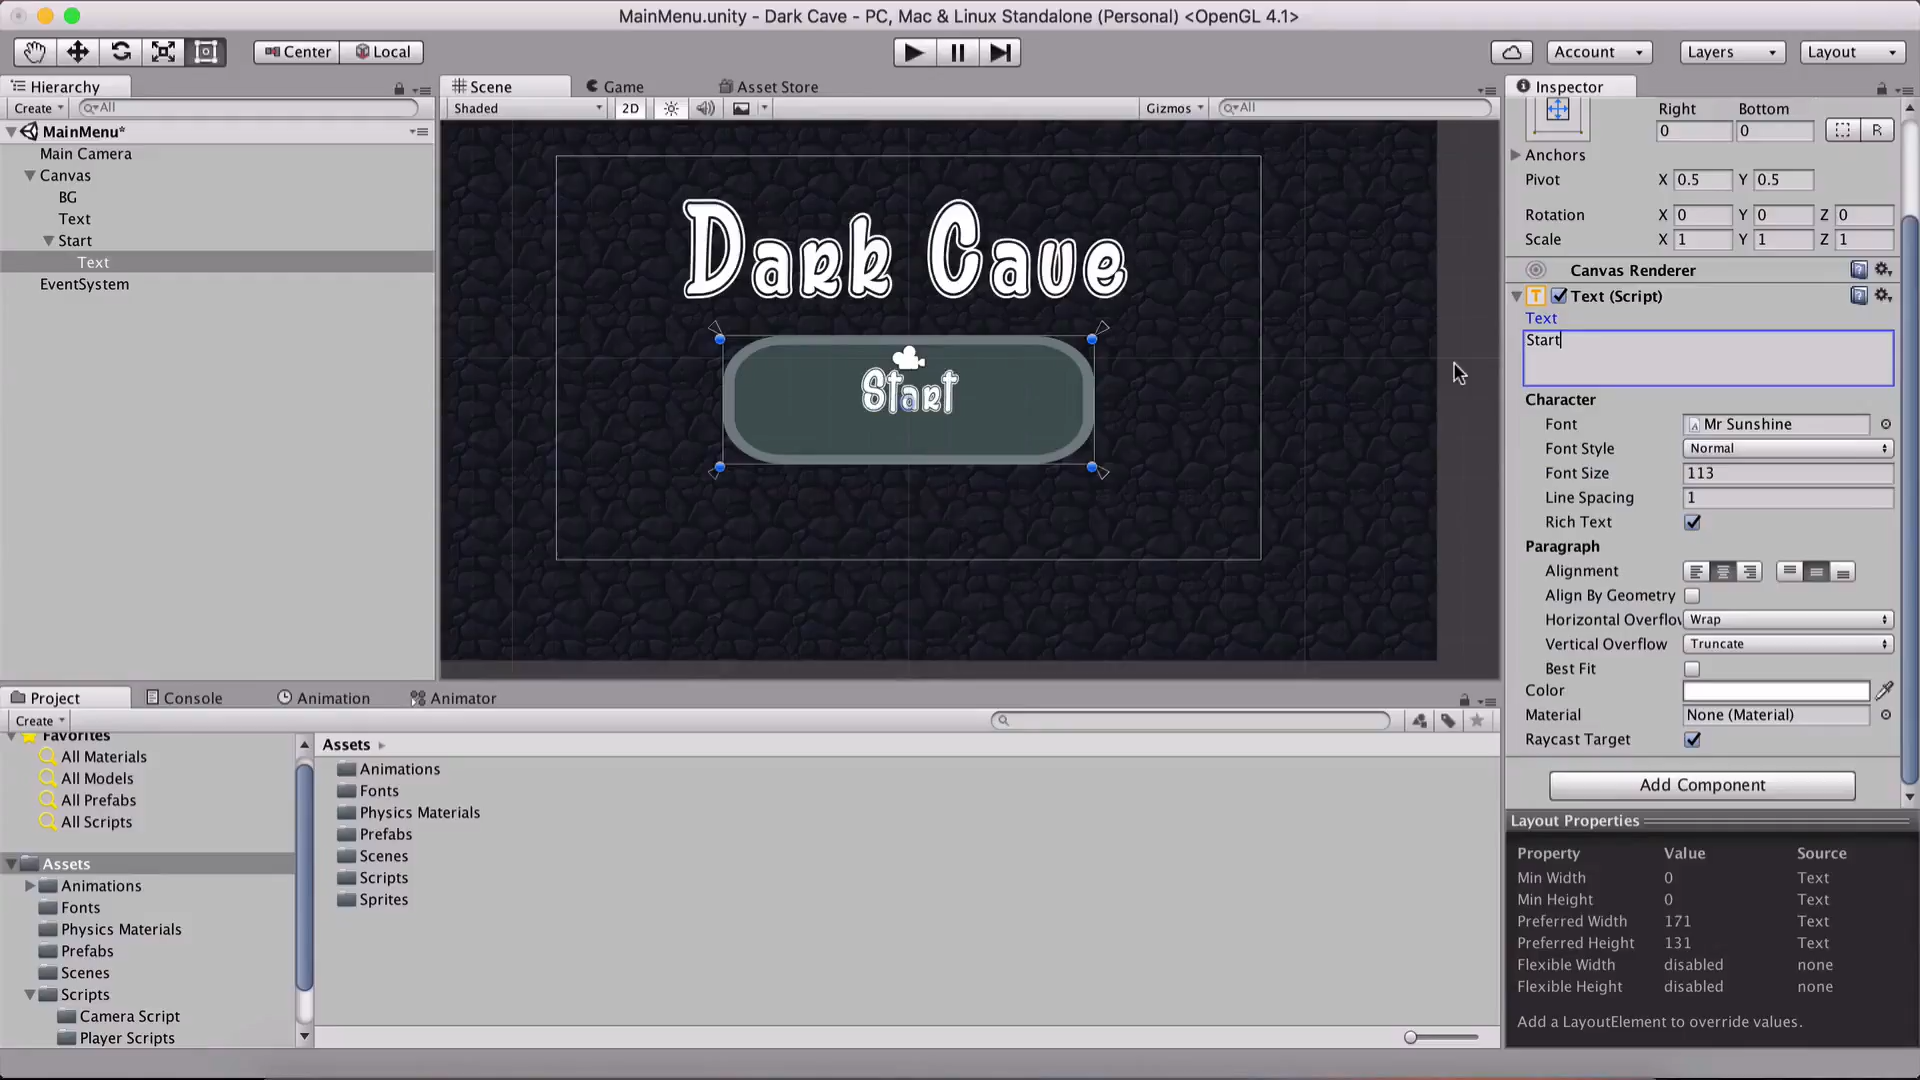 MainMenu.unity - Dark Cave - PC, Mac & Linux Standalone (Personal) <OpenGL 4.1>
Center
Local
Account
Layers
Layout
Hierarchy
Create
All
MainMenu*
Main Camera
Canvas
BG
Text
Start
Text
EventSystem
Scene
Game
Asset Store
Shaded
2D
Gizmos
All
Dark Cave
Start
Inspector
Right
Bottom
0
0
R
Anchors
Pivot X 0.5 Y 0.5
Rotation X 0 Y 0 Z 0
Scale X 1 Y 1 Z 1
Canvas Renderer
Text (Script)
Text
Start
Character
Font Mr Sunshine
Font Style Normal
Font Size 113
Line Spacing 1
Rich Text
Paragraph
Alignment
Align By Geometry
Horizontal Overflow Wrap
Vertical Overflow Truncate
Best Fit
Color
Material None (Material)
Raycast Target
Add Component
Layout Properties
Property Value Source
Min Width 0 Text
Min Height 0 Text
Preferred Width 171 Text
Preferred Height 131 Text
Flexible Width disabled none
Flexible Height disabled none
Add a LayoutElement to override values.
Project
Console
Animation
Animator
Create
Favorites
All Materials
All Models
All Prefabs
All Scripts
Assets
Animations
Fonts
Physics Materials
Prefabs
Scenes
Scripts
Camera Script
Player Scripts
Assets
Animations
Fonts
Physics Materials
Prefabs
Scenes
Scripts
Sprites